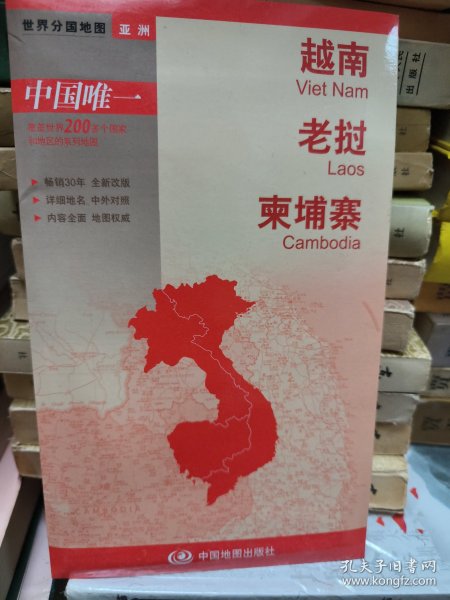 世界分国地图 亚洲
中国唯一
覆盖世界200多个国家
和地区的系列地图
▶ 畅销30年 全新改版
▶ 详细地名 中外对照
▶ 内容全面 地图权威
越南
Viet Nam
老挝
Laos
柬埔寨
Cambodia
CAMBODIA
中国地图出版社
出版社
孔夫子旧书网
www.kongfz.com